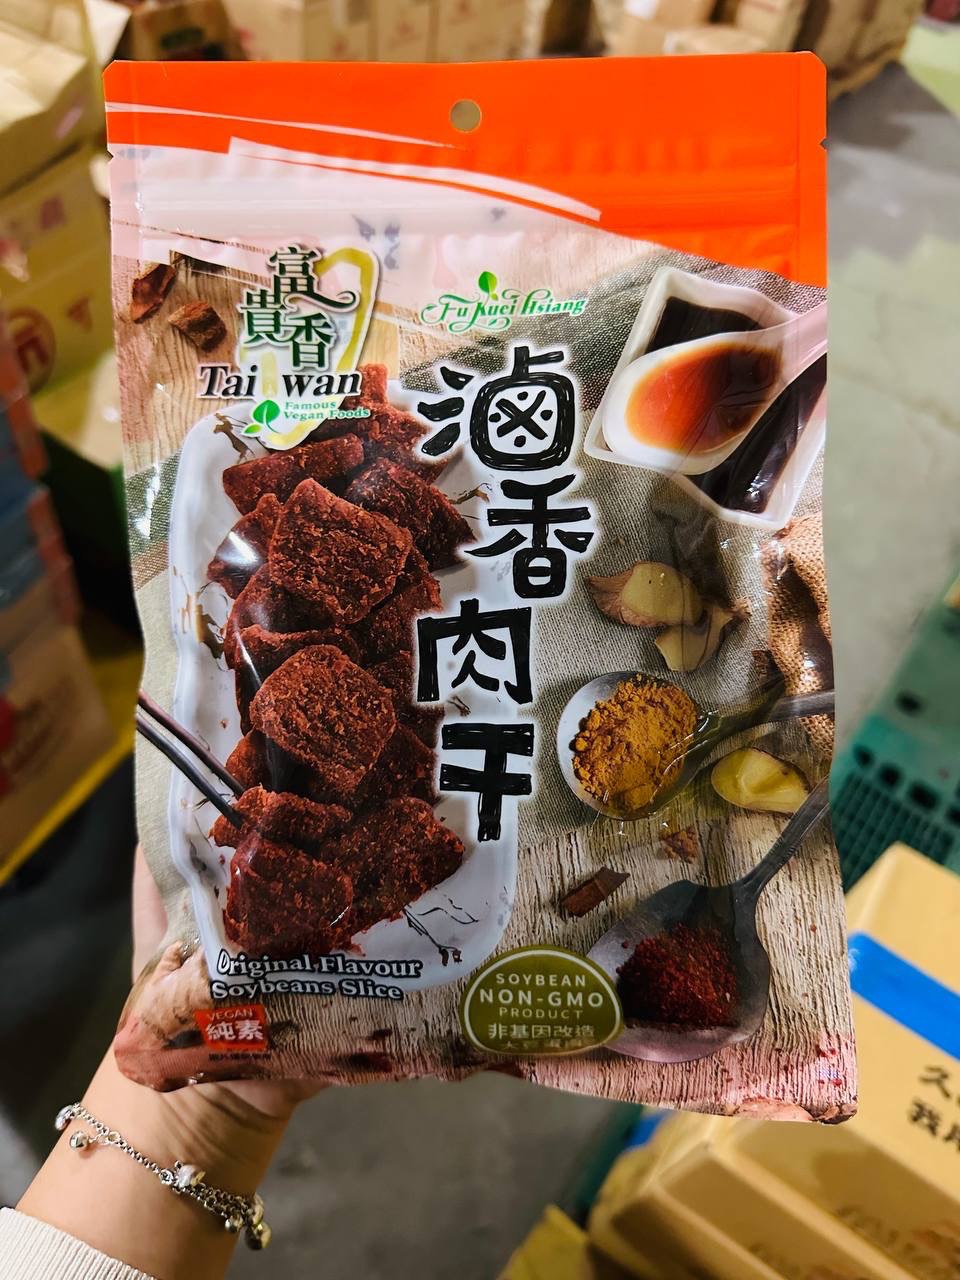 富貴香
Taiwan
Famous
Vegan Foods
Fu Kuei Hsiang
滷香肉干
Original Flavour
Soybeans Slice
VEGAN
純素
SOYBEAN
NON-GMO
PRODUCT
非基因改造